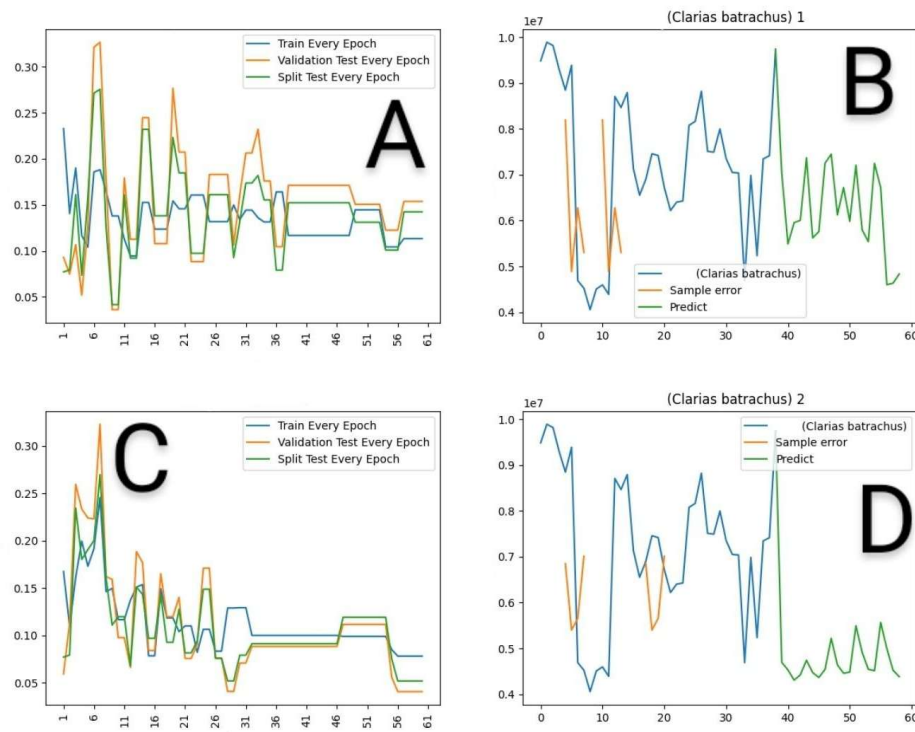 (Clarias batrachus) 1
1e7
Train Every Epoch
Validation Test Every Epoch
Split Test Every Epoch
A
0.30
0.25
0.20
0.15
0.10
0.05
1 6 11 16 21 26 31 36 41 46 51 56 61
B
1.0
0.9
0.8
0.7
0.6
0.5
0.4
(Clarias batrachus)
Sample error
Predict
0 10 20 30 40 50 60
C
Train Every Epoch
Validation Test Every Epoch
Split Test Every Epoch
0.30
0.25
0.20
0.15
0.10
0.05
1 6 11 16 21 26 31 36 41 46 51 56 61
(Clarias batrachus) 2
1e7
(Clarias batrachus)
Sample error
Predict
D
1.0
0.9
0.8
0.7
0.6
0.5
0.4
0 10 20 30 40 50 60